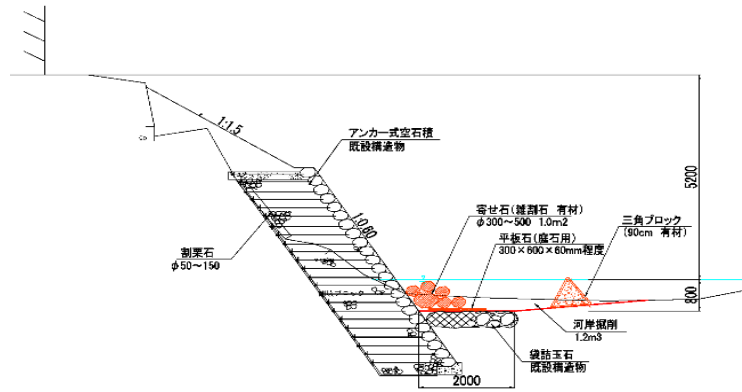 1:1.5
アンカー式空石積
既設構造物
5200
1:0.60
寄せ石(雑割石 有材)
φ300～500 1.0m2
三角ブロック
(90cm 有材)
平板石(庭石用)
300×600×60mm程度
割栗石
φ50～150
800
河岸掘削
1.2m3
袋詰玉石
既設構造物
2000